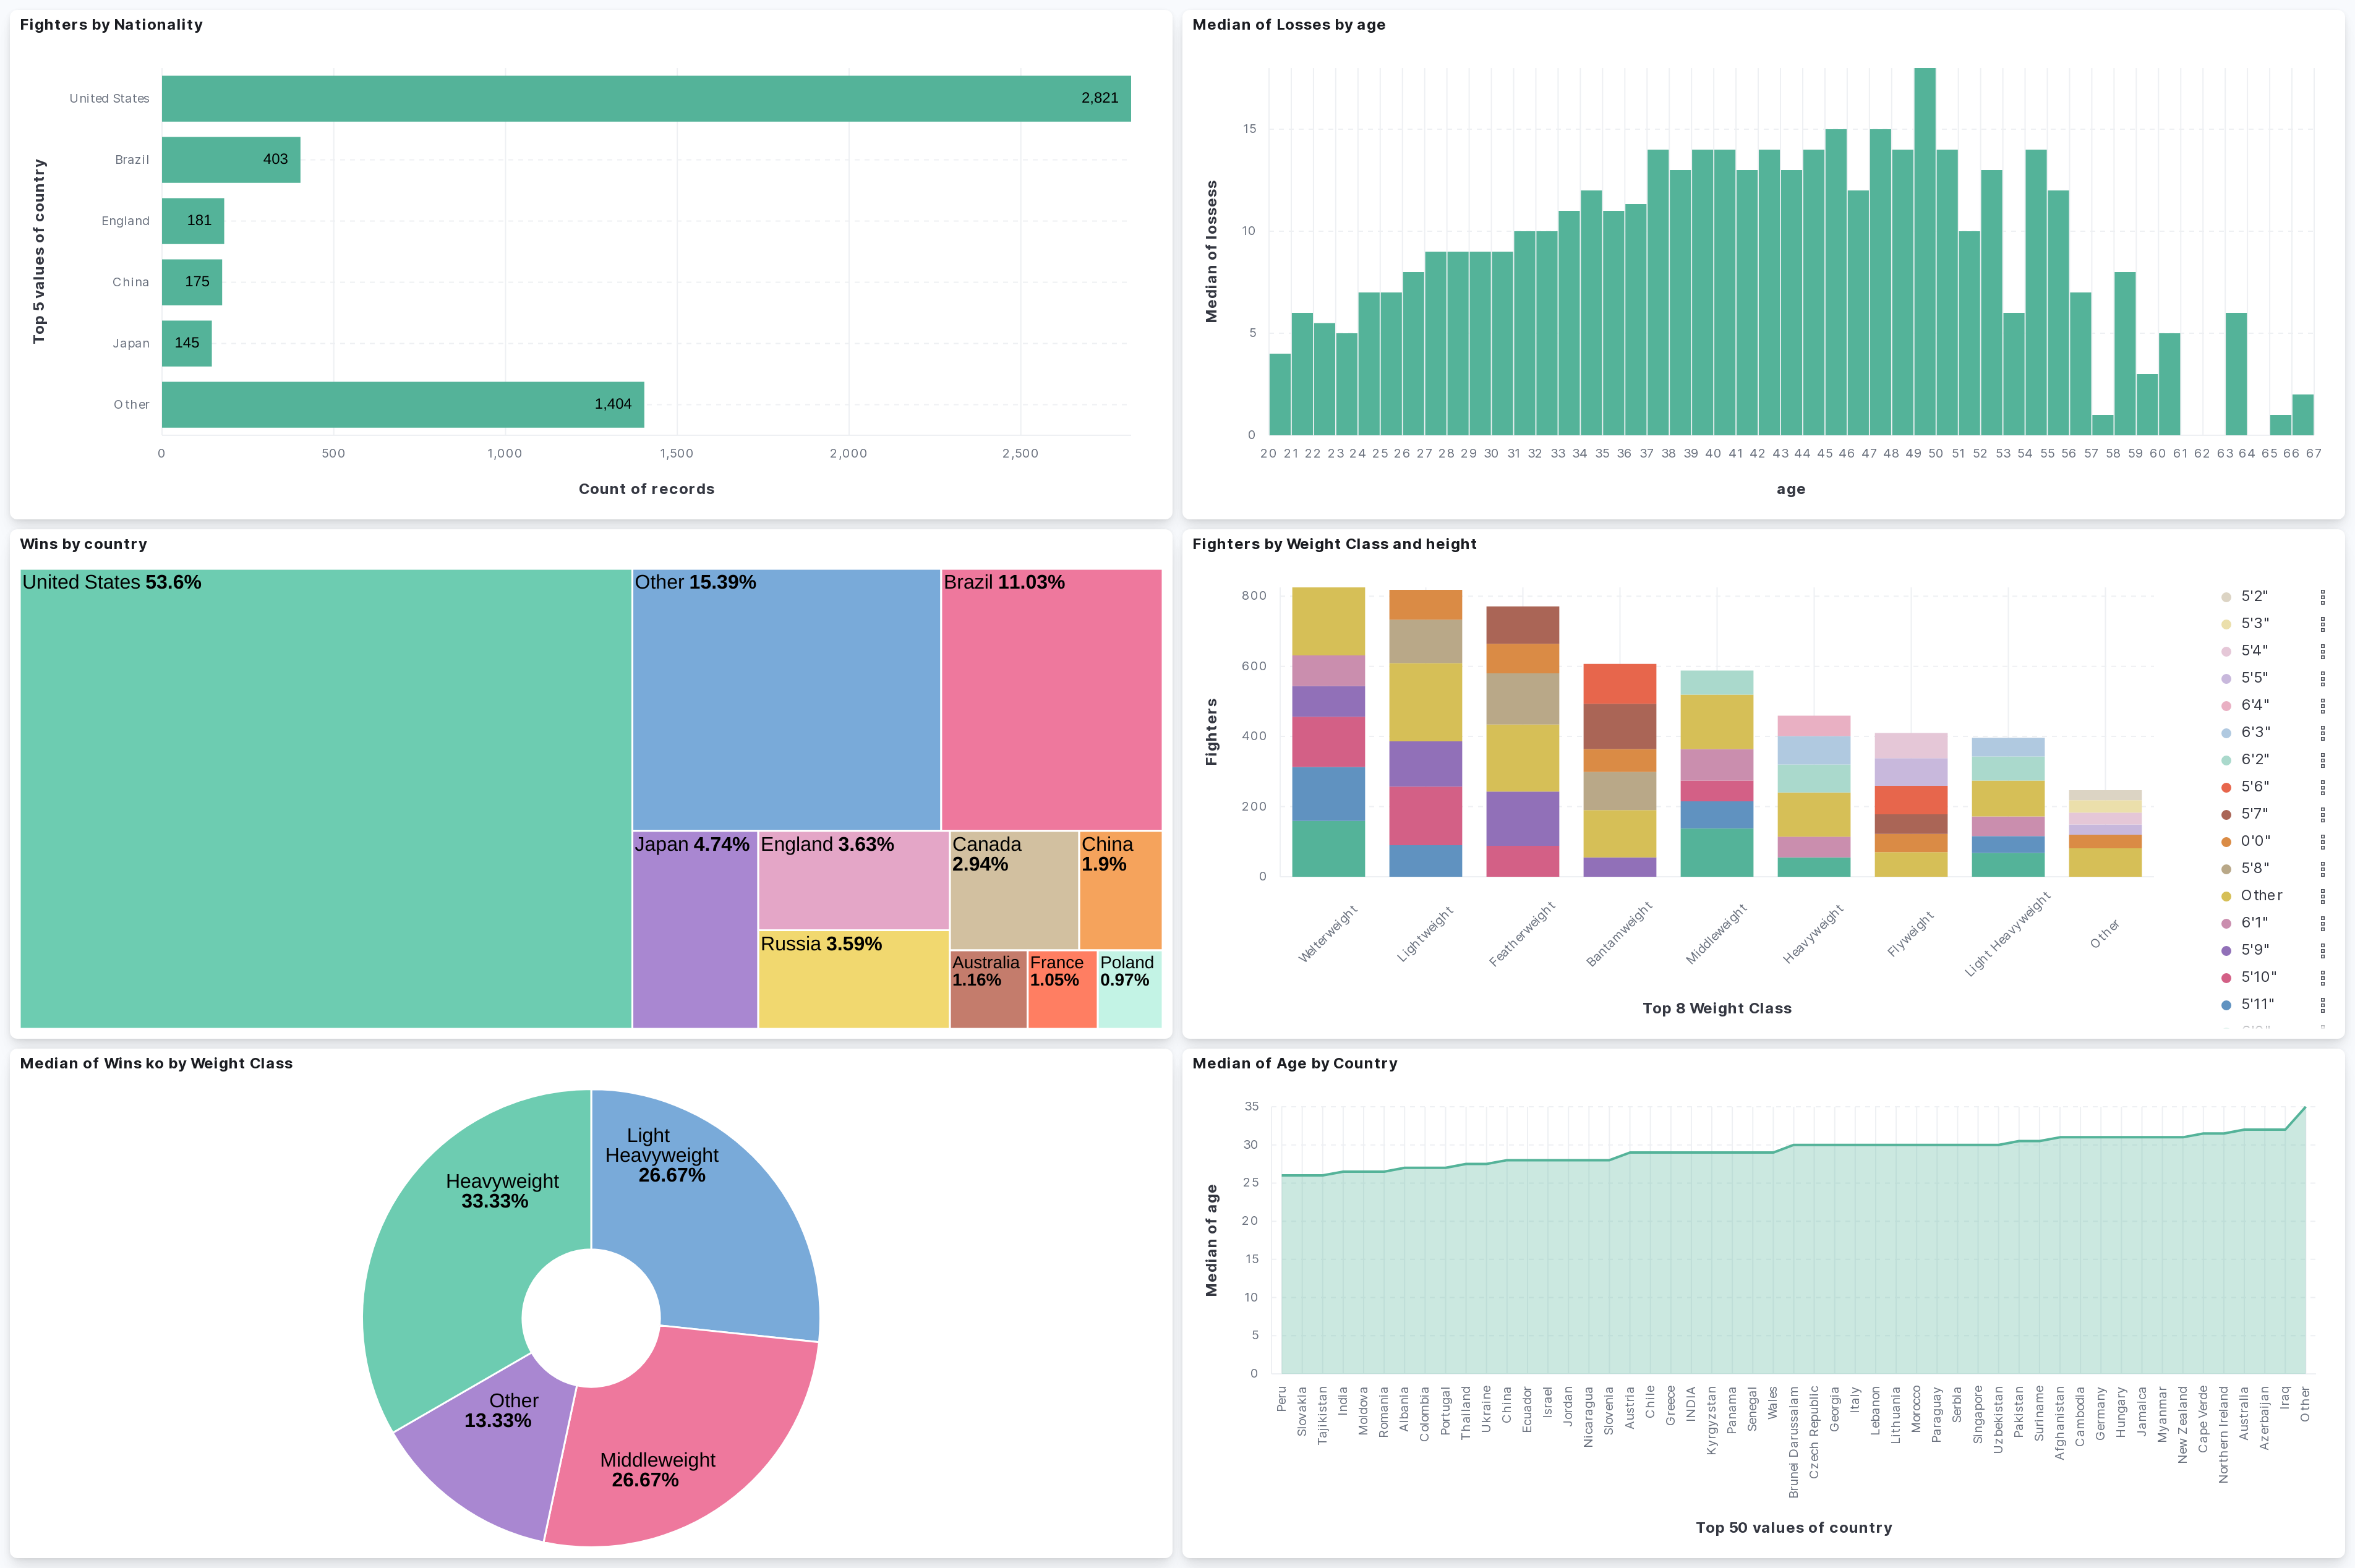 Fighters by Nationality
Top 5 values of country
United States
2,821
Brazil
403
England
181
China
175
Japan
145
Other
1,404
0 500 1,000 1,500 2,000 2,500
Count of records
Median of Losses by age
Median of lossess
15
10
5
0
20 21 22 23 24 25 26 27 28 29 30 31 32 33 34 35 36 37 38 39 40 41 42 43 44 45 46 47 48 49 50 51 52 53 54 55 56 57 58 59 60 61 62 63 64 65 66 67
age
Wins by country
United States 53.6%
Other 15.39%
Brazil 11.03%
Japan 4.74%
England 3.63%
Canada
2.94%
China
1.9%
Russia 3.59%
Australia
1.16%
France
1.05%
Poland
0.97%
Fighters by Weight Class and height
Fighters
800
600
400
200
0
Welterweight
Lightweight
Featherweight
Bantamweight
Middleweight
Heavyweight
Flyweight
Light Heavyweight
Other
Top 8 Weight Class
5'2"
5'3"
5'4"
5'5"
6'4"
6'3"
6'2"
5'6"
5'7"
0'0"
5'8"
Other
6'1"
5'9"
5'10"
5'11"
Median of Wins ko by Weight Class
Light
Heavyweight
26.67%
Heavyweight
33.33%
Other
13.33%
Middleweight
26.67%
Median of Age by Country
Median of age
35
30
25
20
15
10
5
0
Peru
Slovakia
Tajikistan
India
Moldova
Romania
Albania
Colombia
Portugal
Thailand
Ukraine
China
Ecuador
Israel
Jordan
Nicaragua
Slovenia
Austria
Chile
Greece
INDIA
Kyrgyzstan
Panama
Senegal
Wales
Brunei Darussalam
Czech Republic
Georgia
Italy
Lebanon
Lithuania
Morocco
Paraguay
Serbia
Singapore
Uzbekistan
Pakistan
Suriname
Afghanistan
Cambodia
Germany
Hungary
Jamaica
Myanmar
New Zealand
Cape Verde
Northern Ireland
Australia
Azerbaijan
Iraq
Other
Top 50 values of country